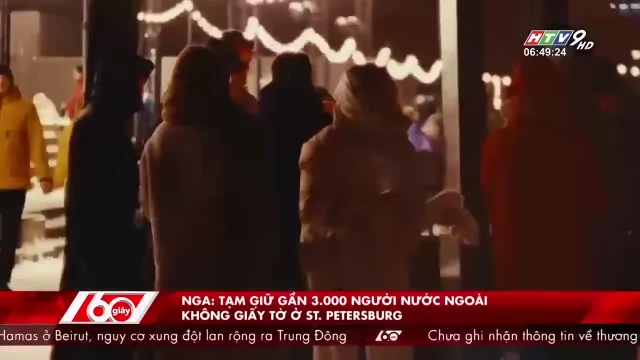 HTV9 HD
06:49:24
60 giây
NGA: TẠM GIỮ GẦN 3.000 NGƯỜI NƯỚC NGOÀI
KHÔNG GIẤY TỜ Ở ST. PETERSBURG
Hamas ở Beirut, nguy cơ xung đột lan rộng ra Trung Đông 60 giây Chưa ghi nhận thông tin về thương